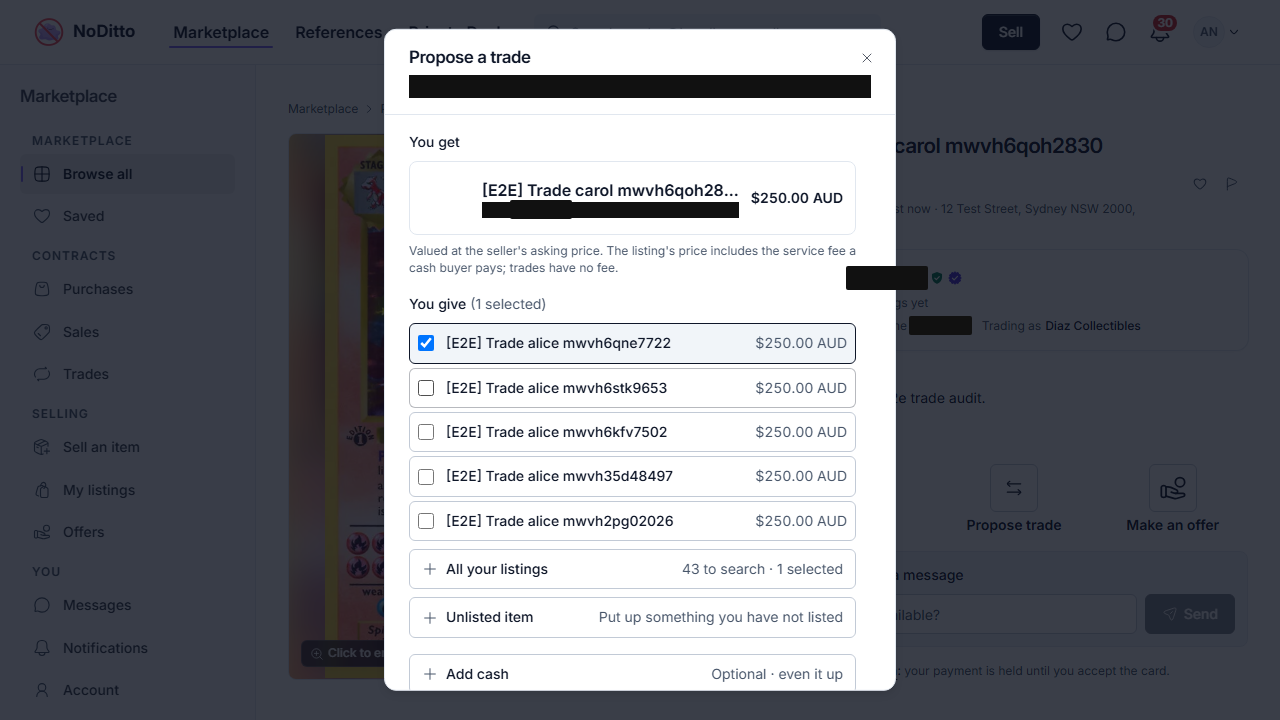 NoDitto
Marketplace
References
Sell
30
AN
Marketplace
MARKETPLACE
Browse all
Saved
CONTRACTS
Purchases
Sales
Trades
SELLING
Sell an item
My listings
Offers
YOU
Messages
Notifications
Account
Marketplace
Propose a trade
You get
[E2E] Trade carol mwvh6qoh28...
$250.00 AUD
Valued at the seller's asking price. The listing's price includes the service fee a
cash buyer pays; trades have no fee.
You give (1 selected)
[E2E] Trade alice mwvh6qne7722 $250.00 AUD
[E2E] Trade alice mwvh6stk9653 $250.00 AUD
[E2E] Trade alice mwvh6kfv7502 $250.00 AUD
[E2E] Trade alice mwvh35d48497 $250.00 AUD
[E2E] Trade alice mwvh2pg02026 $250.00 AUD
All your listings 43 to search · 1 selected
Unlisted item Put up something you have not listed
Add cash Optional · even it up
carol mwvh6qoh2830
now · 12 Test Street, Sydney NSW 2000,
yet
Trading as Diaz Collectibles
trade audit.
Propose trade
Make an offer
message
Send
your payment is held until you accept the card.
Click to